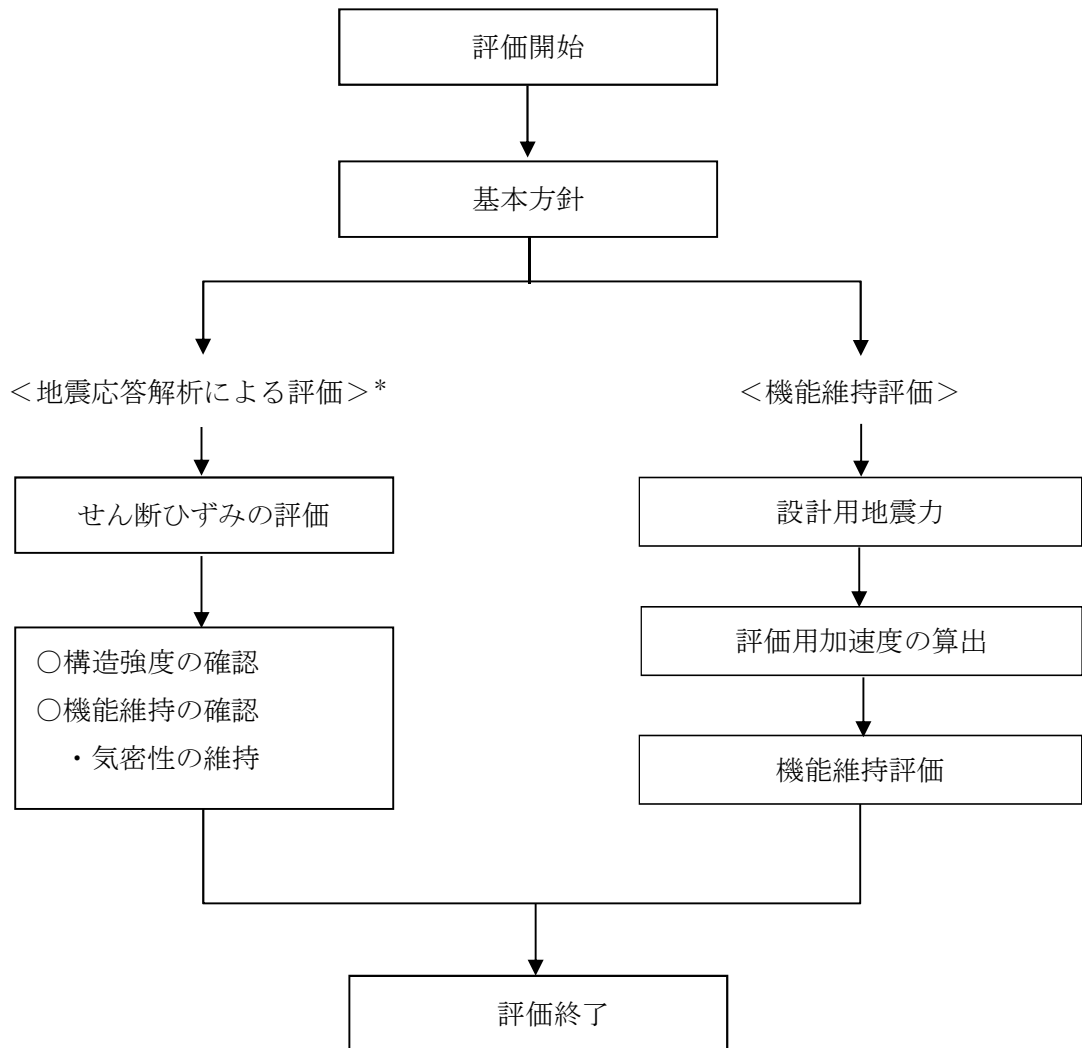 評価開始
基本方針
＜地震応答解析による評価＞*
せん断ひずみの評価
○構造強度の確認
○機能維持の確認
・気密性の維持
＜機能維持評価＞
設計用地震力
評価用加速度の算出
機能維持評価
評価終了